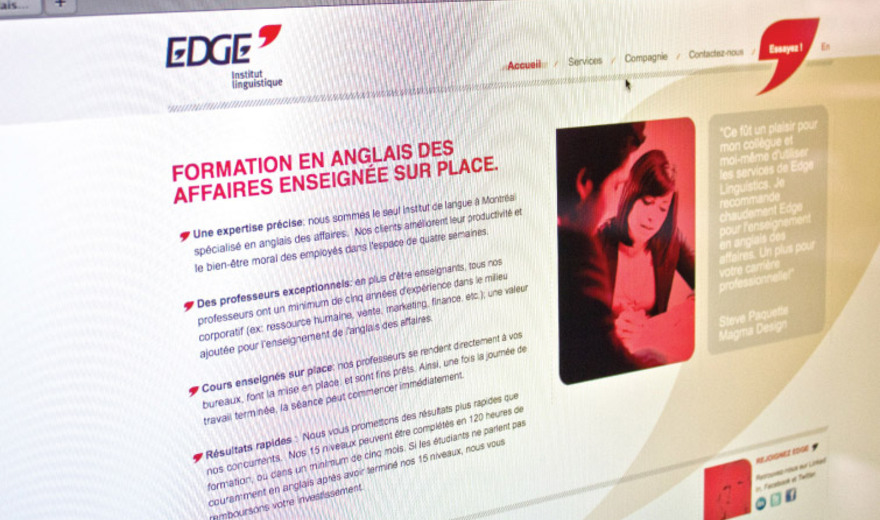 ais...
+
EDGE
Institut
linguistique
Accueil / Services / Compagnie / Contactez-nous / Essayez ! En
FORMATION EN ANGLAIS DES
AFFAIRES ENSEIGNÉE SUR PLACE.
Une expertise précise: nous sommes le seul institut de langue à Montréal
spécialisé en anglais des affaires. Nos clients améliorent leur productivité et
le bien-être moral des employés dans l'espace de quatre semaines.
Des professeurs exceptionnels: en plus d'être enseignants, tous nos
professeurs ont un minimum de cinq années d'expérience dans le milieu
corporatif (ex: ressource humaine, vente, marketing, finance, etc.); une valeur
ajoutée pour l'enseignement de l'anglais des affaires.
Cours enseignés sur place: nos professeurs se rendent directement à vos
bureaux, font la mise en place, et sont fins prêts. Ainsi, une fois la journée de
travail terminée, la séance peut commencer immédiatement.
Résultats rapides : Nous vous promettons des résultats plus rapides que
nos concurrents. Nos 15 niveaux peuvent être complétés en 120 heures de
formation, ou dans un minimum de cinq mois. Si les étudiants ne parlent pas
couramment en anglais après avoir terminé nos 15 niveaux, nous vous
remboursons votre investissement.
"Ce fût un plaisir pour
mon collègue et
moi-même d'utiliser
les services de Edge
Linguistics. Je
recommande
chaudement Edge
pour l'enseignement
en anglais des
affaires. Un plus pour
votre carrière
professionnelle!"
Steve Paquette
Magma Design
REJOIGNEZ EDGE
Retrouvez-nous sur Linked
In, Facebook et Twitter